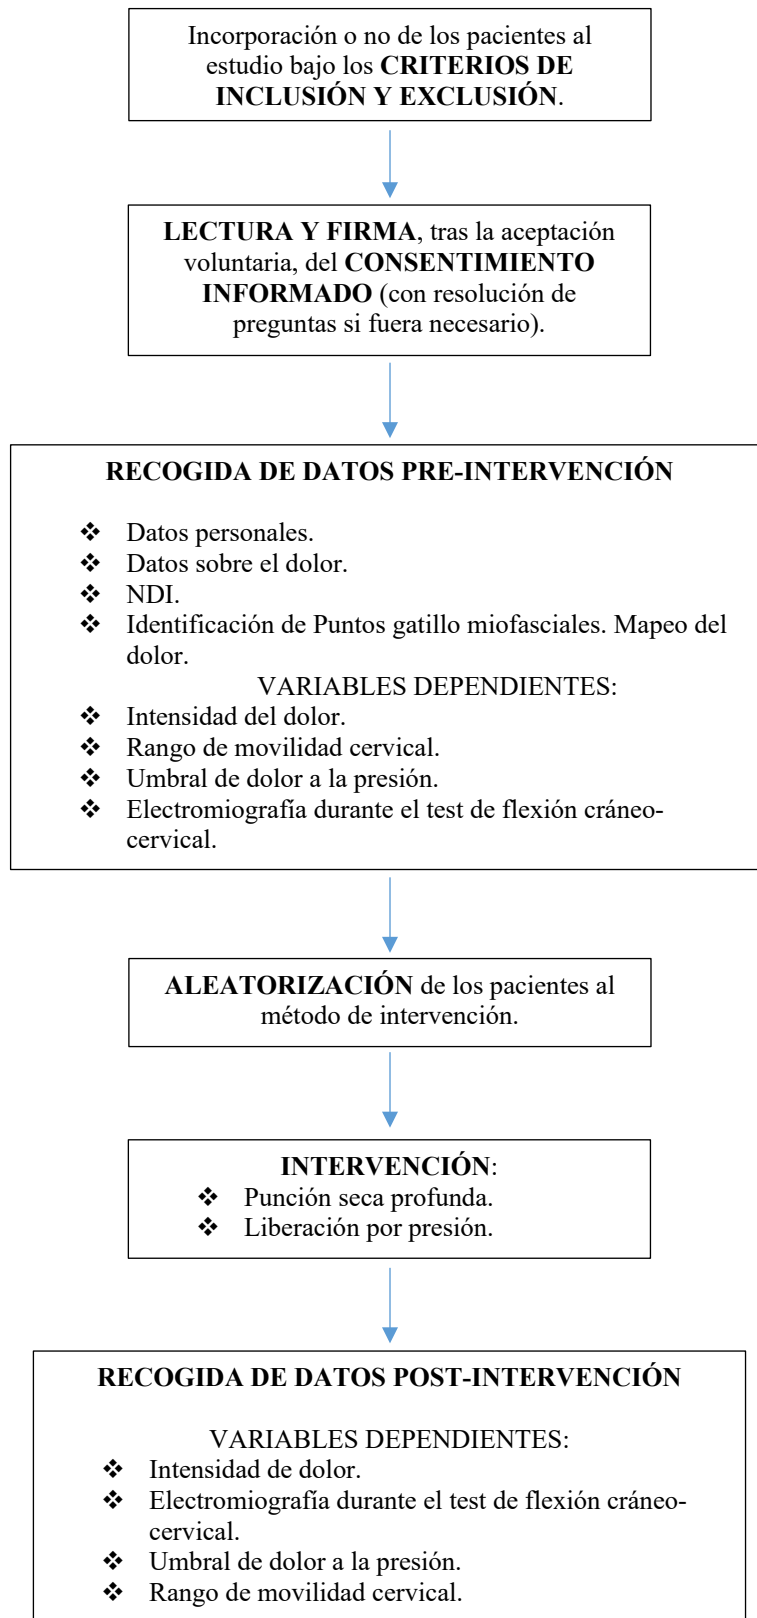 Incorporación o no de los pacientes al
estudio bajo los CRITERIOS DE
INCLUSIÓN Y EXCLUSIÓN.
LECTURA Y FIRMA, tras la aceptación
voluntaria, del CONSENTIMIENTO
INFORMADO (con resolución de
preguntas si fuera necesario).
RECOGIDA DE DATOS PRE-INTERVENCIÓN
❖ Datos personales.
❖ Datos sobre el dolor.
❖ NDI.
❖ Identificación de Puntos gatillo miofasciales. Mapeo del
dolor.
VARIABLES DEPENDIENTES:
❖ Intensidad del dolor.
❖ Rango de movilidad cervical.
❖ Umbral de dolor a la presión.
❖ Electromiografía durante el test de flexión cráneo-
cervical.
ALEATORIZACIÓN de los pacientes al
método de intervención.
INTERVENCIÓN:
❖ Punción seca profunda.
❖ Liberación por presión.
RECOGIDA DE DATOS POST-INTERVENCIÓN
VARIABLES DEPENDIENTES:
❖ Intensidad de dolor.
❖ Electromiografía durante el test de flexión cráneo-
cervical.
❖ Umbral de dolor a la presión.
❖ Rango de movilidad cervical.